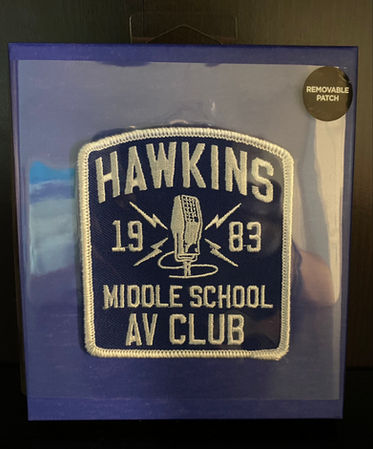 REMOVABLE
PATCH
HAWKINS
19 83
MIDDLE SCHOOL
AV CLUB